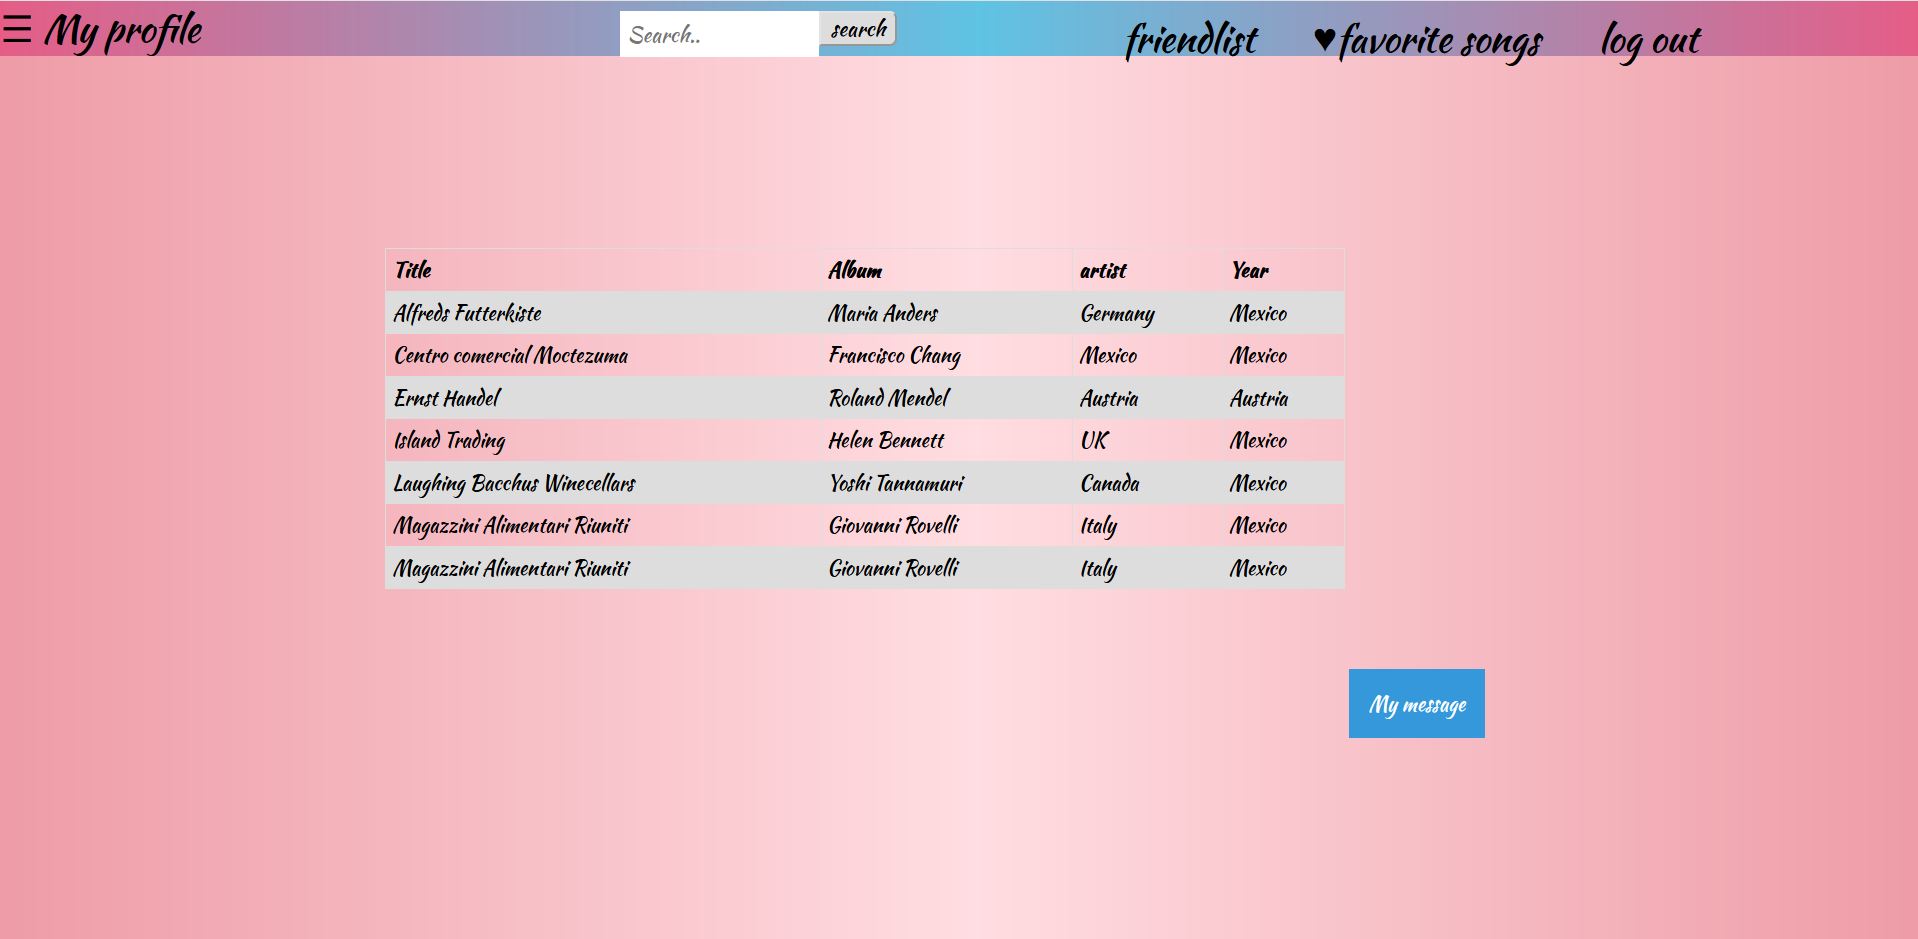 ☰ My profile Search.. search friendlist ♥favorite songs log out
Title Album artist Year
Alfreds Futterkiste Maria Anders Germany Mexico
Centro comercial Moctezuma Francisco Chang Mexico Mexico
Ernst Handel Roland Mendel Austria Austria
Island Trading Helen Bennett UK Mexico
Laughing Bacchus Winecellars Yoshi Tannamuri Canada Mexico
Magazzini Alimentari Riuniti Giovanni Rovelli Italy Mexico
Magazzini Alimentari Riuniti Giovanni Rovelli Italy Mexico
My message